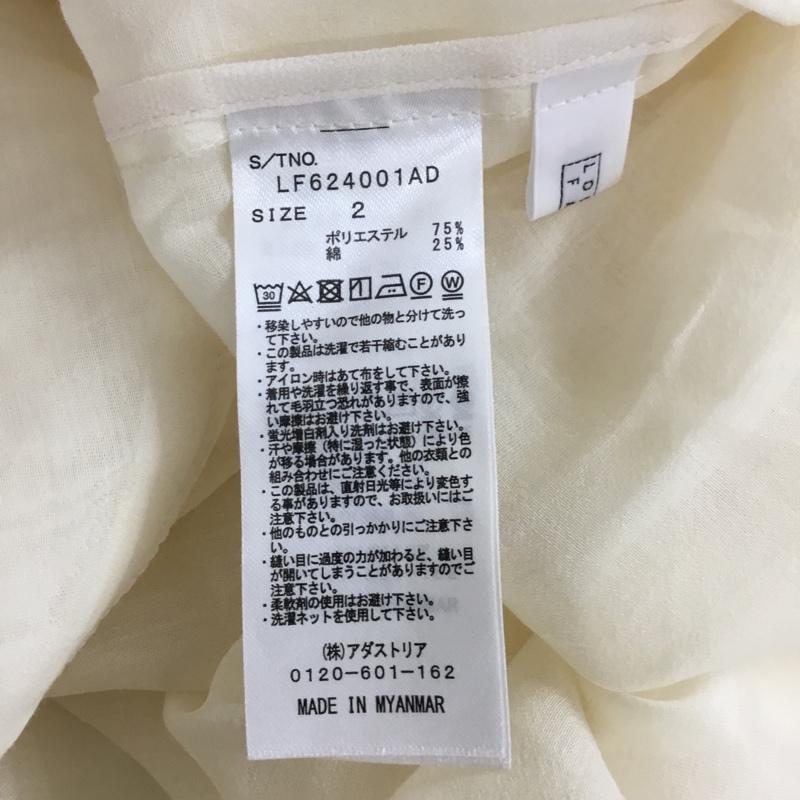 S/TNO.
LF624001AD
SIZE 2
ポリエステル 75%
綿 25%
30 F W
・移染しやすいので他の物と分けて洗っ
て下さい。
・この製品は洗濯で若干縮むことがあり
ます。
・アイロン時はあて布をして下さい。
・着用や洗濯を繰り返す事で、表面が擦
れて毛羽立つ恐れがありますので、強
い摩擦はお避け下さい。
・蛍光増白剤入り洗剤はお避け下さい。
・汗や摩擦（特に湿った状態）により色
が移る場合があります。他の衣類との
組み合わせにご注意ください。
・この製品は、直射日光等により変色す
る事がありますので、お取扱いにはご
注意下さい。
・他のものとの引っかかりにご注意下さ
い。
・縫い目に過度の力が加わると、縫い目
が開いてしまうことがありますのでご
注意下さい。
・柔軟剤の使用はお避け下さい。
・洗濯ネットを使用して下さい。
(株)アダストリア
0120-601-162
MADE IN MYANMAR
LD
F